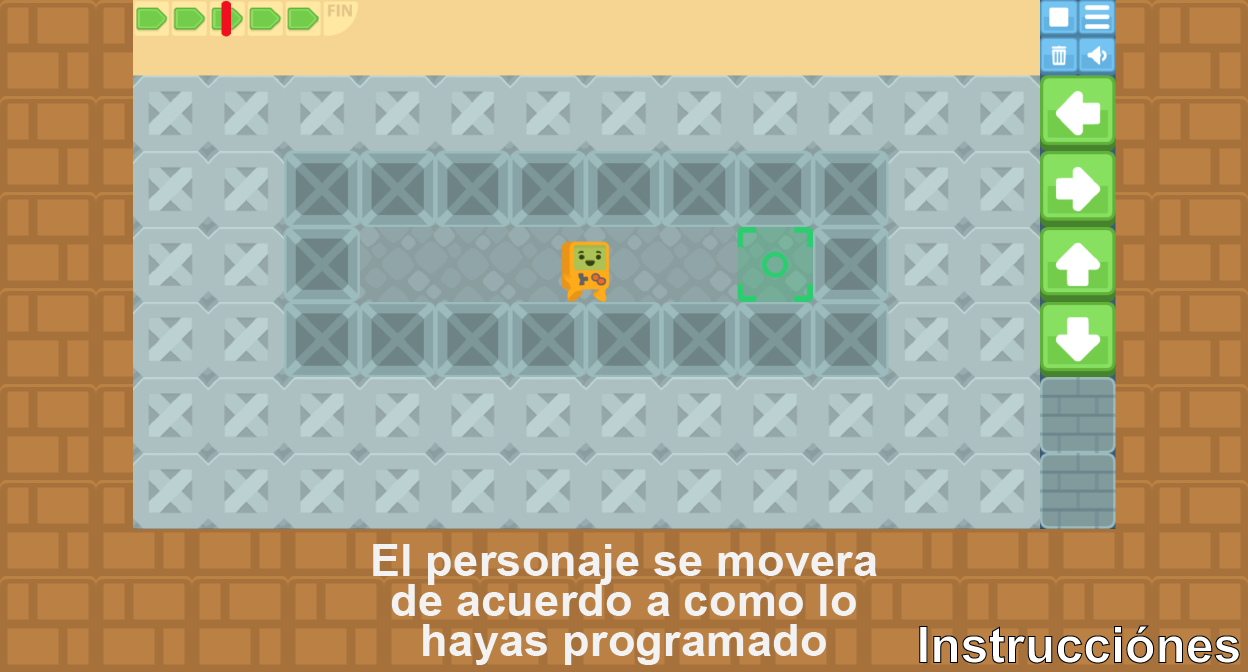 FIN
El personaje se movera
de acuerdo a como lo
hayas programado
Instrucciónes